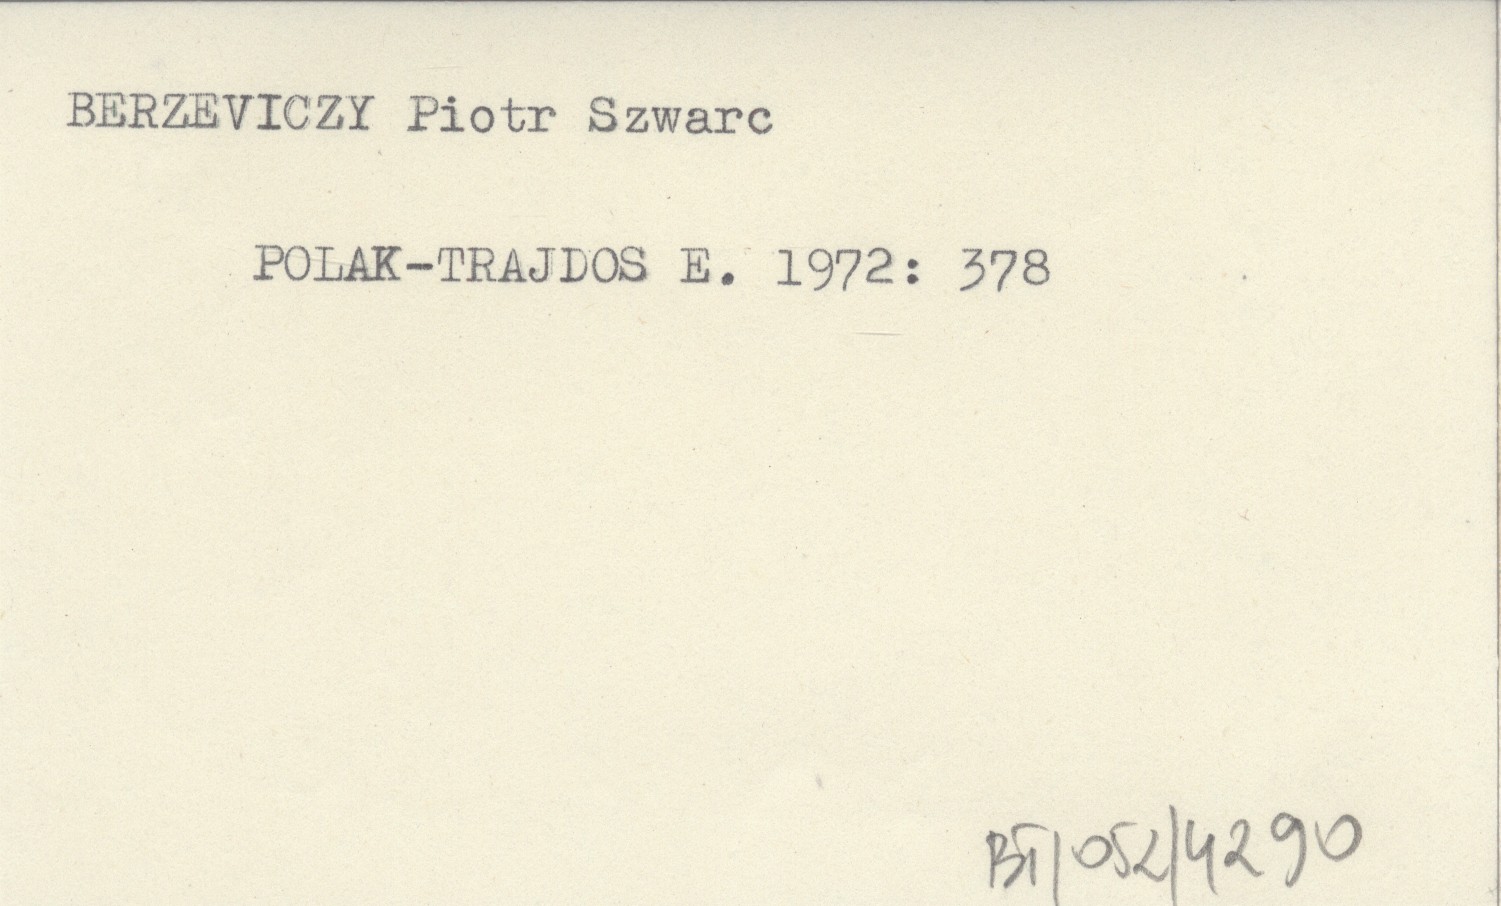 BERZEVICZY Piotr Szwarc
POLAK-TRAJDOS E. 1972: 378
BT/052/4290